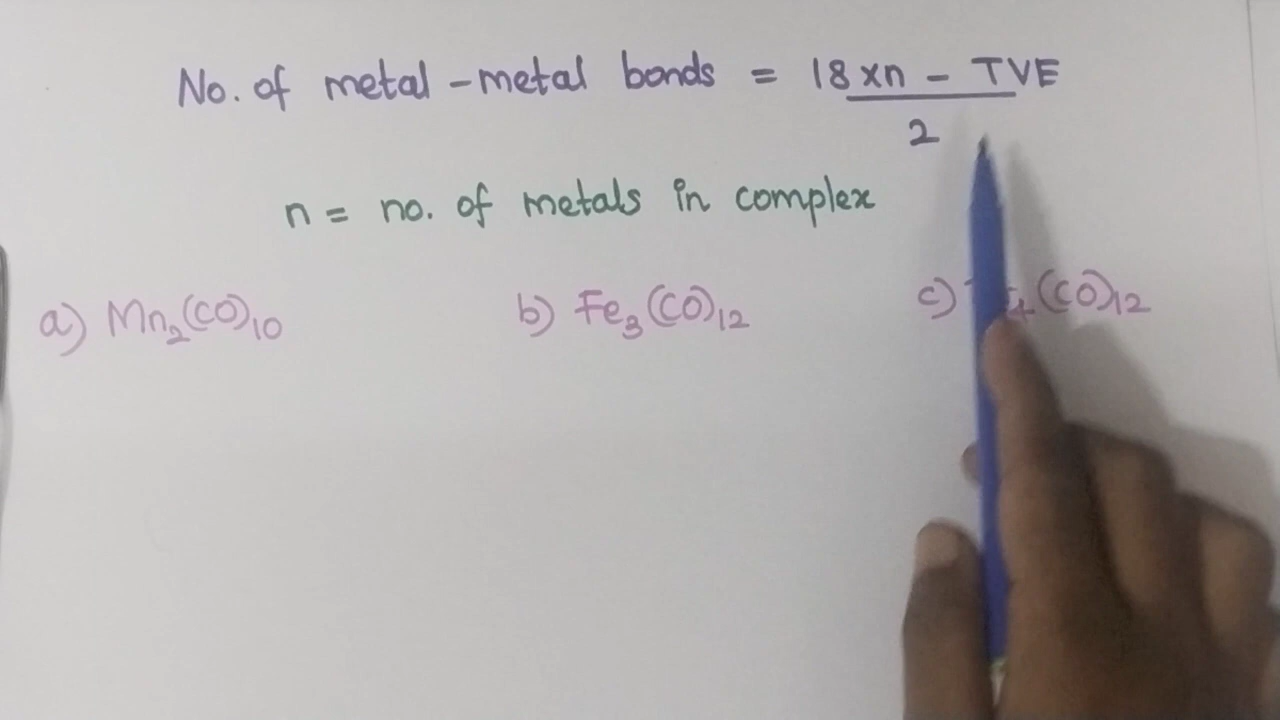 No. of metal - metal bonds = 18 x n - TVE
2
n = no. of metals in complex
a) Mn₂(CO)₁₀ b) Fe₃(CO)₁₂ c) (CO)₁₂